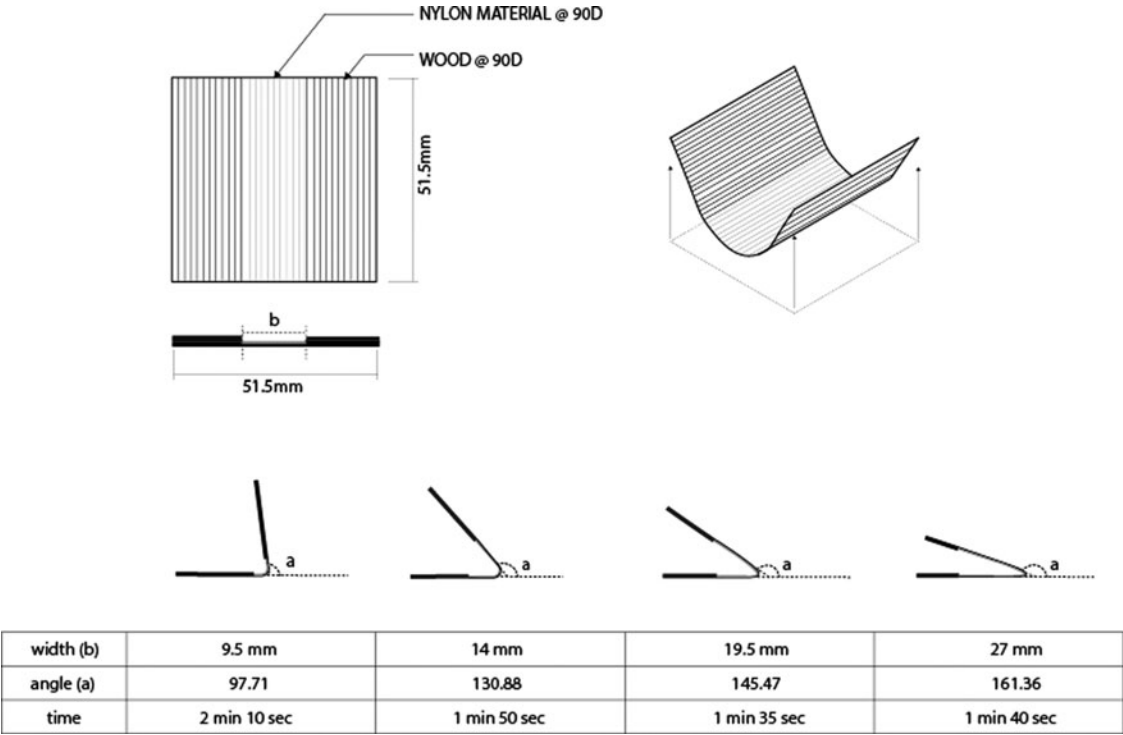 NYLON MATERIAL @ 90D
WOOD @ 90D
51.5mm
b
51.5mm
a
a
a
a
width (b) 9.5 mm 14 mm 19.5 mm 27 mm
angle (a) 97.71 130.88 145.47 161.36
time 2 min 10 sec 1 min 50 sec 1 min 35 sec 1 min 40 sec